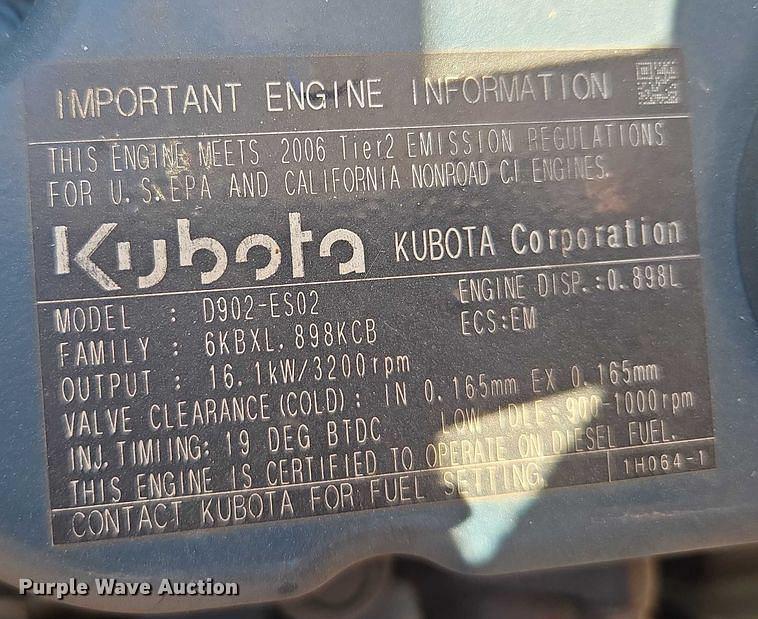 IMPORTANT ENGINE INFORMATION
THIS ENGINE MEETS 2006 Tier2 EMISSION REGULATIONS
FOR U.S.EPA AND CALIFORNIA NONROAD CI ENGINES.
Kubota KUBOTA Corporation
MODEL : D902-ES02 ENGINE DISP.:0.898L
FAMILY : 6KBXL.898KCB ECS:EM
OUTPUT : 16.1kW/3200rpm
VALVE CLEARANCE(COLD): IN 0.165mm EX 0.165mm
INJ.TIMIING: 19 DEG BTDC LOW IDLE:900-1000rpm
THIS ENGINE IS CERTIFIED TO OPERATE ON DIESEL FUEL.
CONTACT KUBOTA FOR FUEL SETTING. 1H064-1
Purple Wave Auction